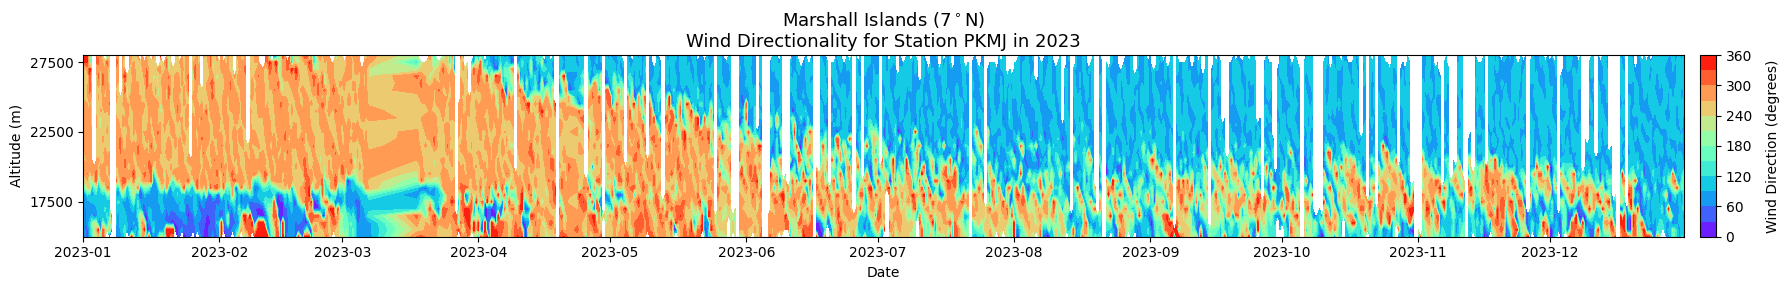 Marshall Islands (7°N)
Wind Directionality for Station PKMJ in 2023
27500
22500
17500
Altitude (m)
2023-01 2023-02 2023-03 2023-04 2023-05 2023-06 2023-07 2023-08 2023-09 2023-10 2023-11 2023-12
Date
360
300
240
180
120
60
0
Wind Direction (degrees)